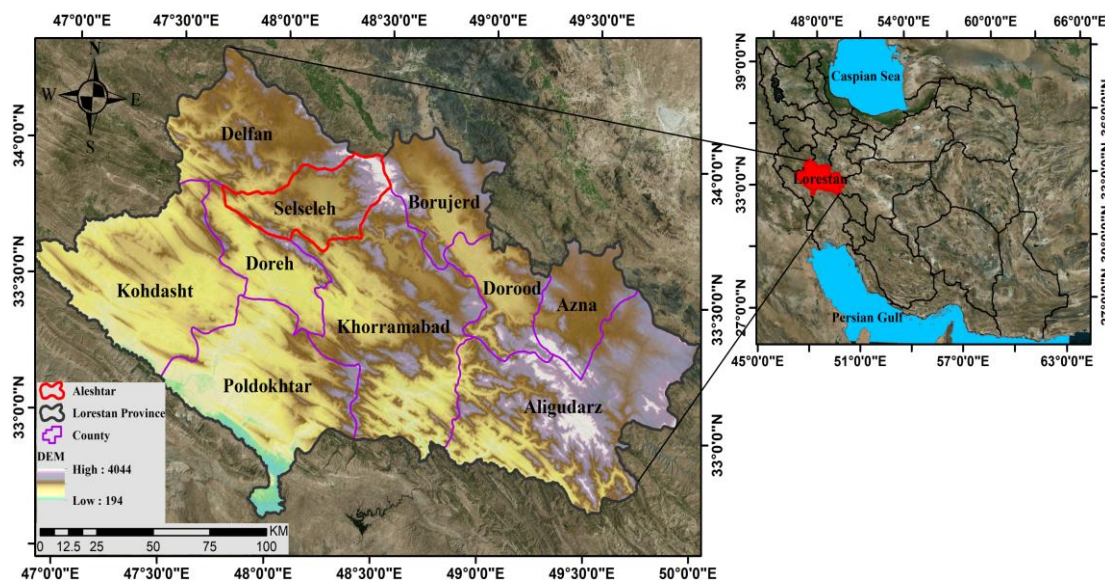 47°0'0"E 47°30'0"E 48°0'0"E 48°30'0"E 49°0'0"E 49°30'0"E
N
W E
S
34°0'0"N
33°30'0"N
33°0'0"N
Delfan
Selseleh
Borujerd
Doreh
Kohdasht
Dorood
Azna
Khorramabad
Poldokhtar
Aligudarz
34°0'0"N
33°30'0"N
33°0'0"N
Aleshtar
Lorestan Province
County
DEM
High : 4044
Low : 194
KM
0 12.5 25 50 75 100
47°0'0"E 47°30'0"E 48°0'0"E 48°30'0"E 49°0'0"E 49°30'0"E 50°0'0"E
48°0'0"E 54°0'0"E 60°0'0"E 66°0'0"E
39°0'0"N
33°0'0"N
Caspian Sea
Lorestan
Persian Gulf
45°0'0"E 51°0'0"E 57°0'0"E 63°0'0"E